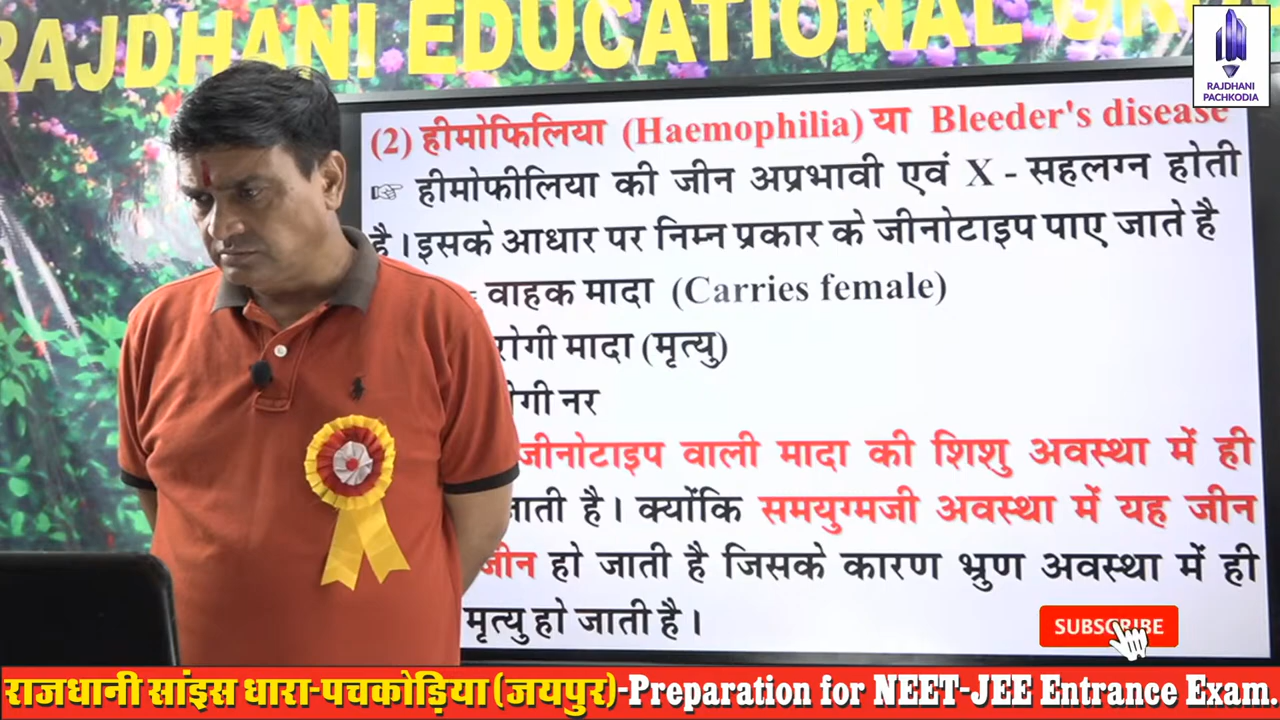 RAJDHANI EDUCATIONAL
RAJDHANI
PACHKODIA
(2) हीमोफिलिया (Haemophilia) या Bleeder's disease
☞ हीमोफीलिया की जीन अप्रभावी एवं X - सहलग्न होती
है। इसके आधार पर निम्न प्रकार के जीनोटाइप पाए जाते है
- वाहक मादा (Carries female)
रोगी मादा (मृत्यु)
नर
जीनोटाइप वाली मादा की शिशु अवस्था में ही
है। क्योंकि समयुग्मजी अवस्था में यह जीन
जीन हो जाती है जिसके कारण भ्रुण अवस्था में ही
मृत्यु हो जाती है।
SUBSCRIBE
राजधानी सांइस धारा-पचकोड़िया (जयपुर)-Preparation for NEET-JEE Entrance Exam.